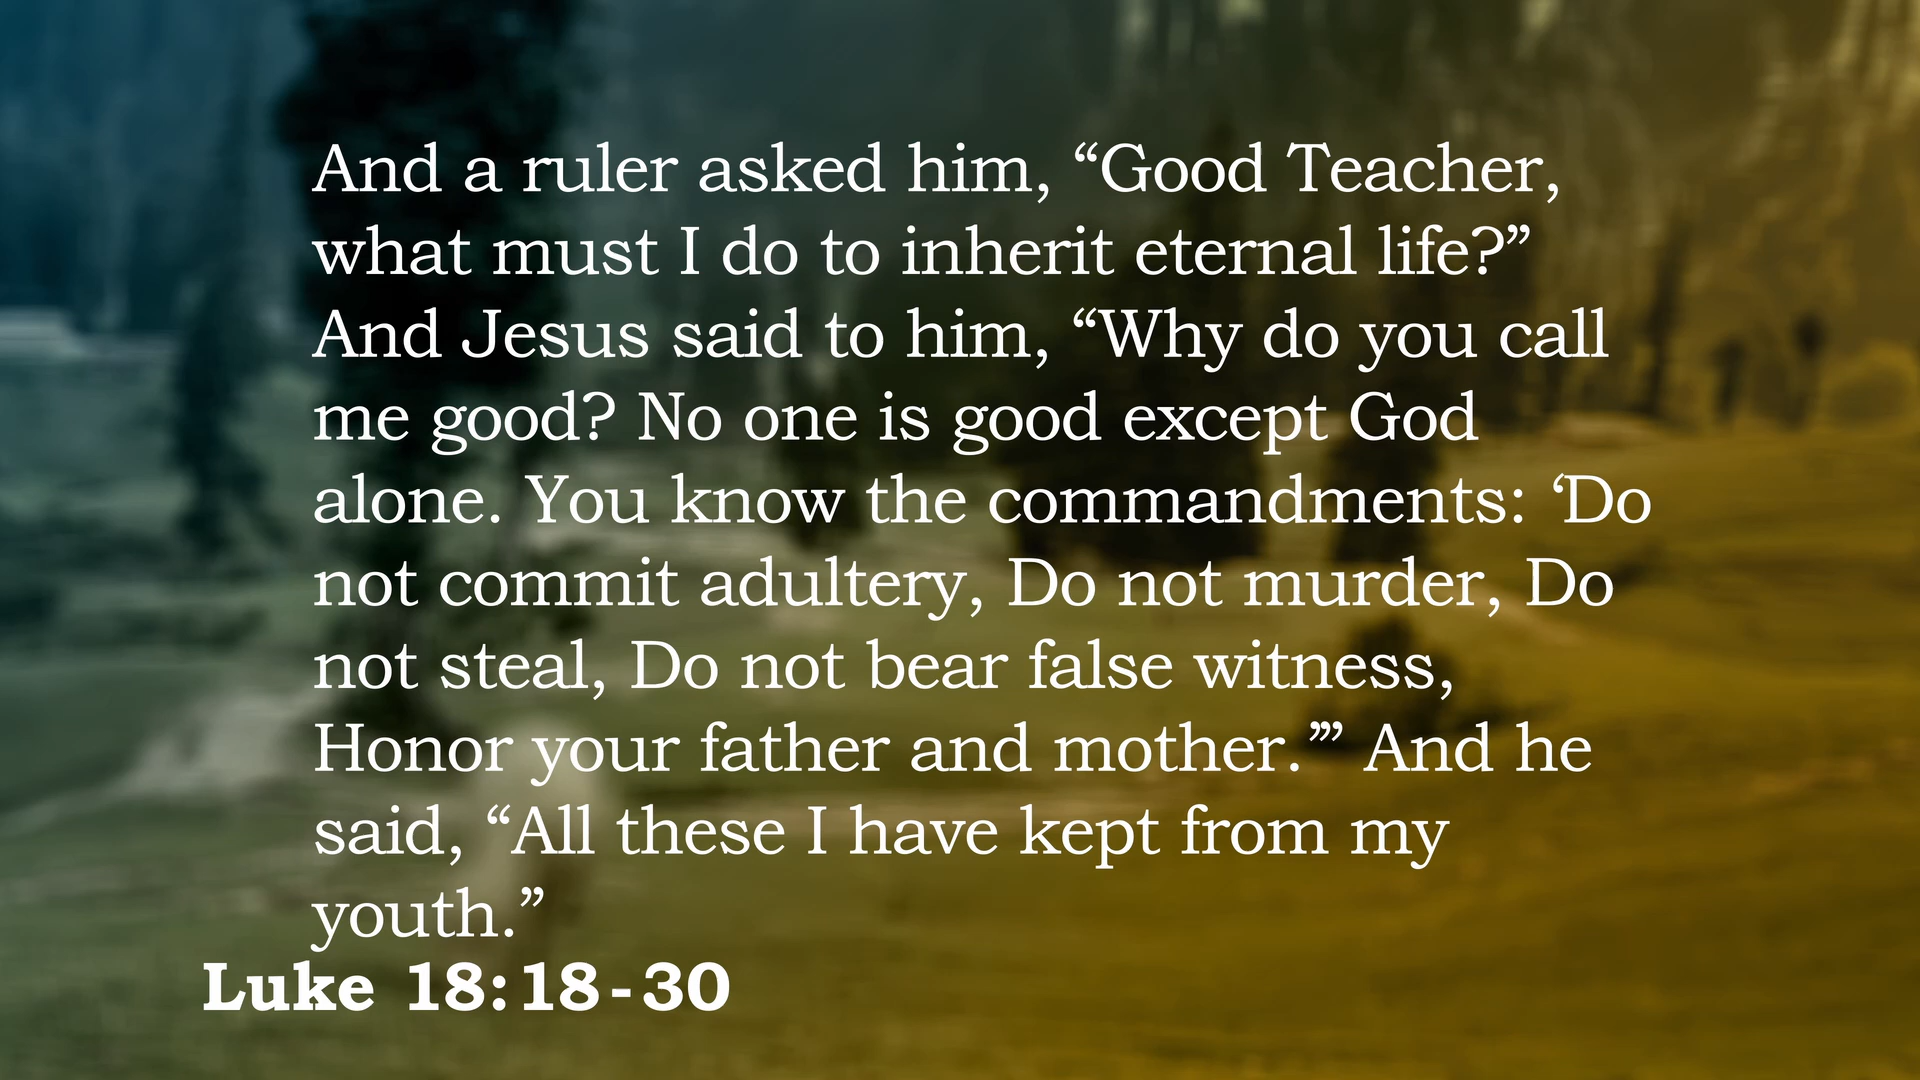 And a ruler asked him, “Good Teacher,
what must I do to inherit eternal life?”
And Jesus said to him, “Why do you call
me good? No one is good except God
alone. You know the commandments: ‘Do
not commit adultery, Do not murder, Do
not steal, Do not bear false witness,
Honor your father and mother.’” And he
said, “All these I have kept from my
youth.”
Luke 18:18-30